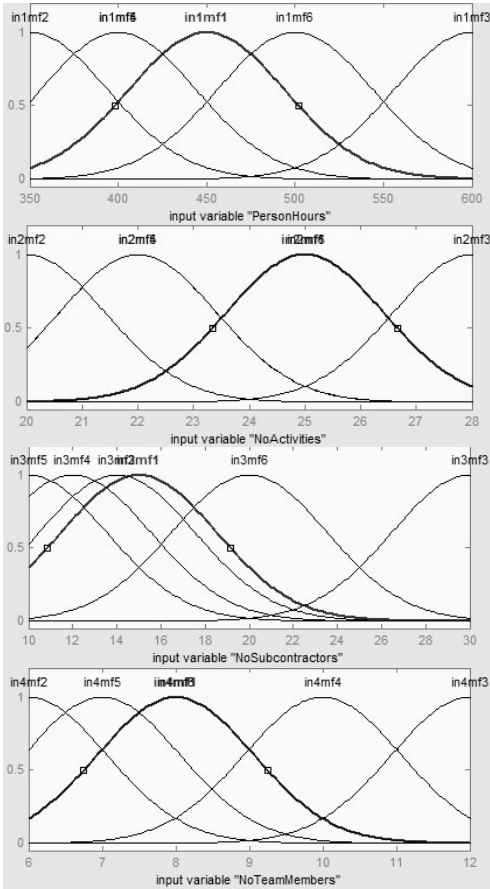 in1mf2 in1mf1 in1mf6 in1mf3
1
0.5
0
350 400 450 500 550 600
input variable "PersonHours"
in2mf2 in2mf3
1
0.5
0
20 21 22 23 24 25 26 27 28
input variable "NoActivities"
in3mf5 in3mf4 in3mf1 in3mf6 in3mf3
1
0.5
0
10 12 14 16 18 20 22 24 26 28 30
input variable "NoSubcontractors"
in4mf2 in4mf5 in4mf4 in4mf3
1
0.5
0
6 7 8 9 10 11 12
input variable "NoTeamMembers"